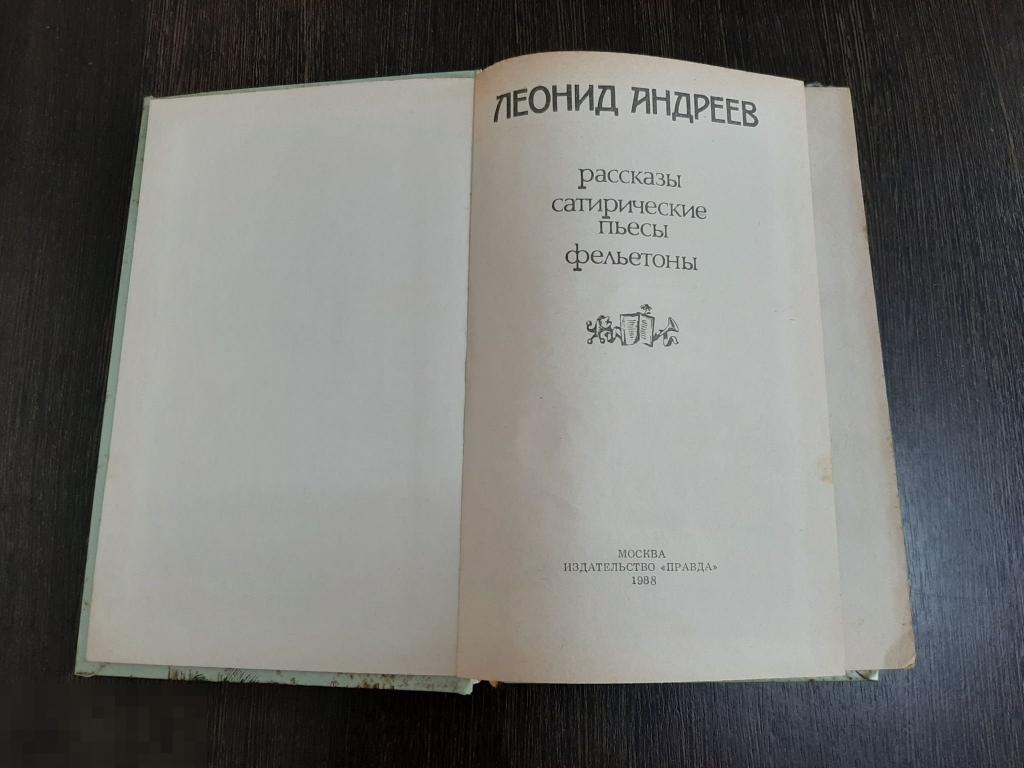 ЛЕОНИД АНДРЕЕВ
рассказы
сатирические
пьесы
фельетоны
МОСКВА
ИЗДАТЕЛЬСТВО «ПРАВДА»
1988